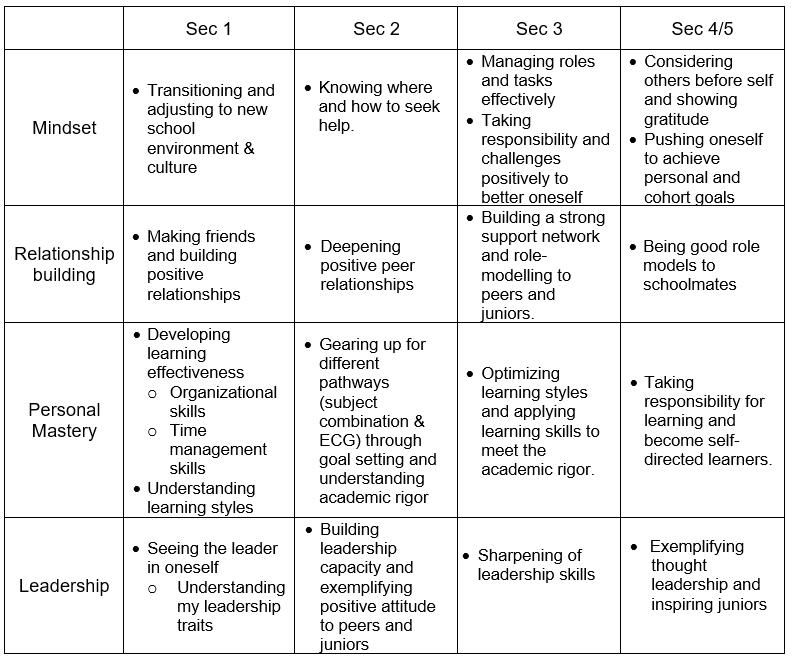 Sec 1
Sec 2
Sec 3
Sec 4/5
Mindset
• Transitioning and
adjusting to new
school
environment &
culture
• Knowing where
and how to seek
help.
• Managing roles
and tasks
effectively
• Taking
responsibility and
challenges
positively to
better oneself
• Considering
others before self
and showing
gratitude
• Pushing oneself
to achieve
personal and
cohort goals
Relationship
building
• Making friends
and building
positive
relationships
• Deepening
positive peer
relationships
• Building a strong
support network
and role-
modelling to
peers and
juniors.
• Being good role
models to
schoolmates
Personal
Mastery
• Developing
learning
effectiveness
o Organizational
skills
o Time
management
skills
• Understanding
learning styles
• Gearing up for
different
pathways
(subject
combination &
ECG) through
goal setting and
understanding
academic rigor
• Optimizing
learning styles
and applying
learning skills to
meet the
academic rigor.
• Taking
responsibility for
learning and
become self-
directed learners.
Leadership
• Seeing the leader
in oneself
o Understanding
my leadership
traits
• Building
leadership
capacity and
exemplifying
positive attitude
to peers and
juniors
• Sharpening of
leadership skills
• Exemplifying
thought
leadership and
inspiring juniors